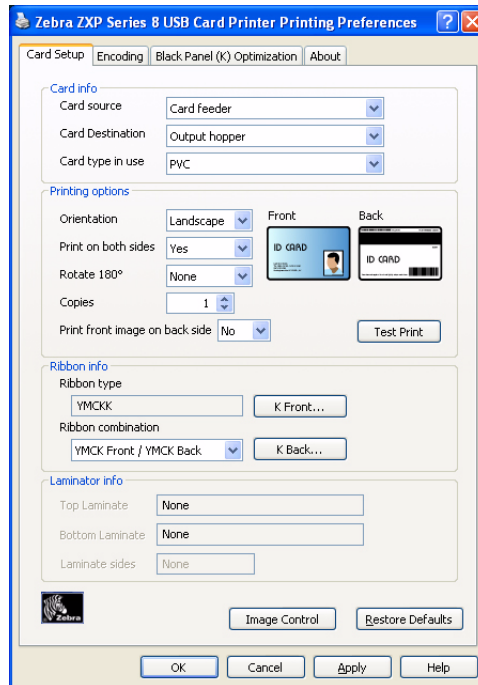 Zebra ZXP Series 8 USB Card Printer Printing Preferences
Card Setup Encoding Black Panel (K) Optimization About
Card info
Card source Card feeder
Card Destination Output hopper
Card type in use PVC
Printing options
Orientation Landscape Front Back
Print on both sides Yes
ID CARD ID CARD
Rotate 180° None
Copies 1
Print front image on back side No Test Print
Ribbon info
Ribbon type
YMCKK K Front...
Ribbon combination
YMCK Front / YMCK Back K Back...
Laminator info
Top Laminate None
Bottom Laminate None
Laminate sides None
Zebra Image Control Restore Defaults
OK Cancel Apply Help